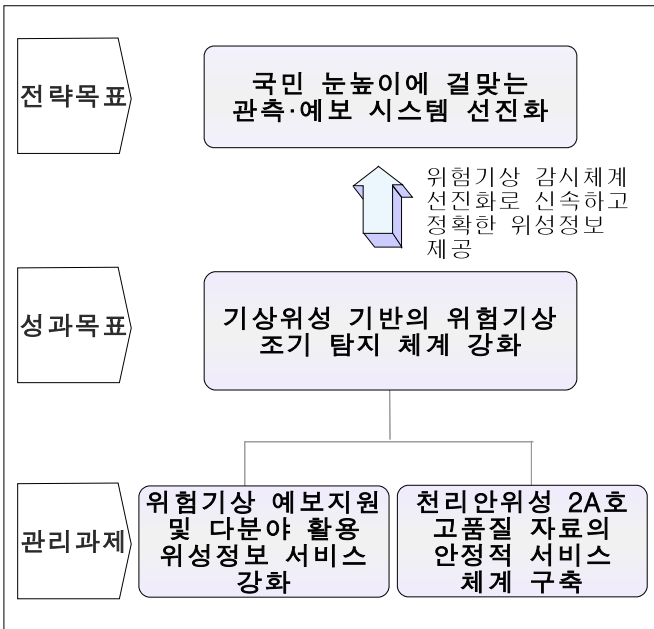 전략목표
국민 눈높이에 걸맞는
관측·예보 시스템 선진화
위험기상 감시체계
선진화로 신속하고
정확한 위성정보
제공
성과목표
기상위성 기반의 위험기상
조기 탐지 체계 강화
관리과제
위험기상 예보지원
및 다분야 활용
위성정보 서비스
강화
천리안위성 2A호
고품질 자료의
안정적 서비스
체계 구축